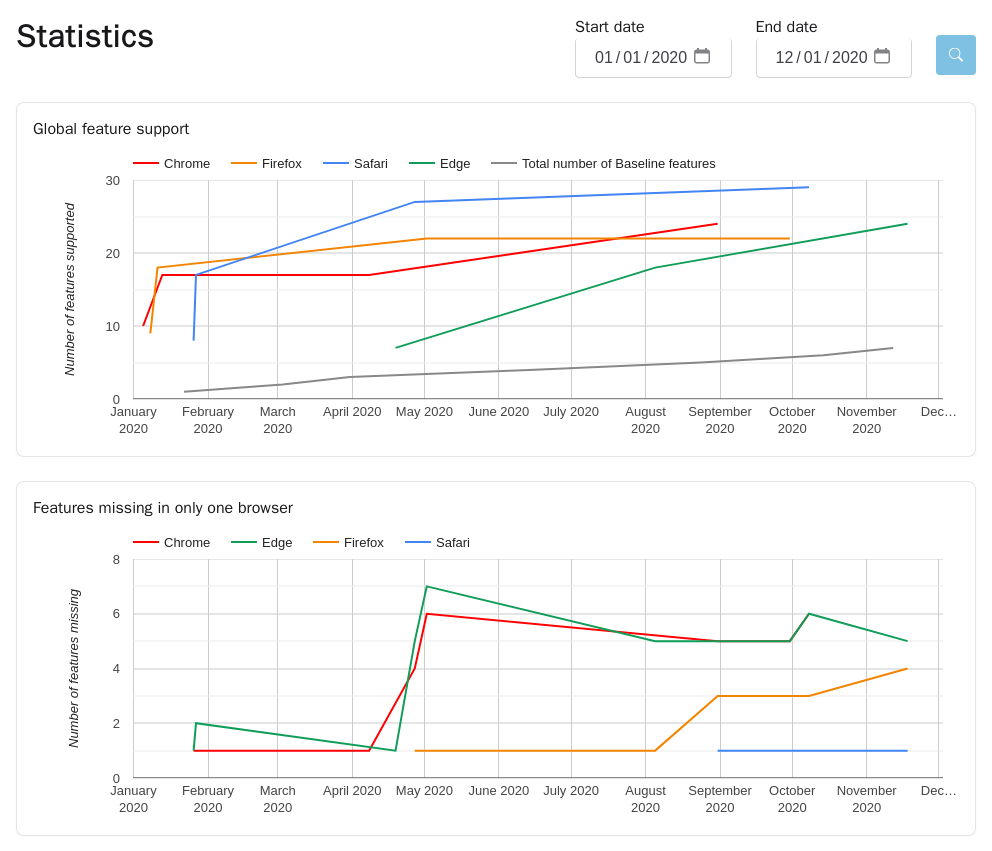 Statistics
Start date
End date
01/01/2020
12/01/2020
Global feature support
Chrome Firefox Safari Edge Total number of Baseline features
Number of features supported
30
20
10
0
January 2020 February 2020 March 2020 April 2020 May 2020 June 2020 July 2020 August 2020 September 2020 October 2020 November 2020 Dec…
Features missing in only one browser
Chrome Edge Firefox Safari
Number of features missing
8
6
4
2
0
January 2020 February 2020 March 2020 April 2020 May 2020 June 2020 July 2020 August 2020 September 2020 October 2020 November 2020 Dec…